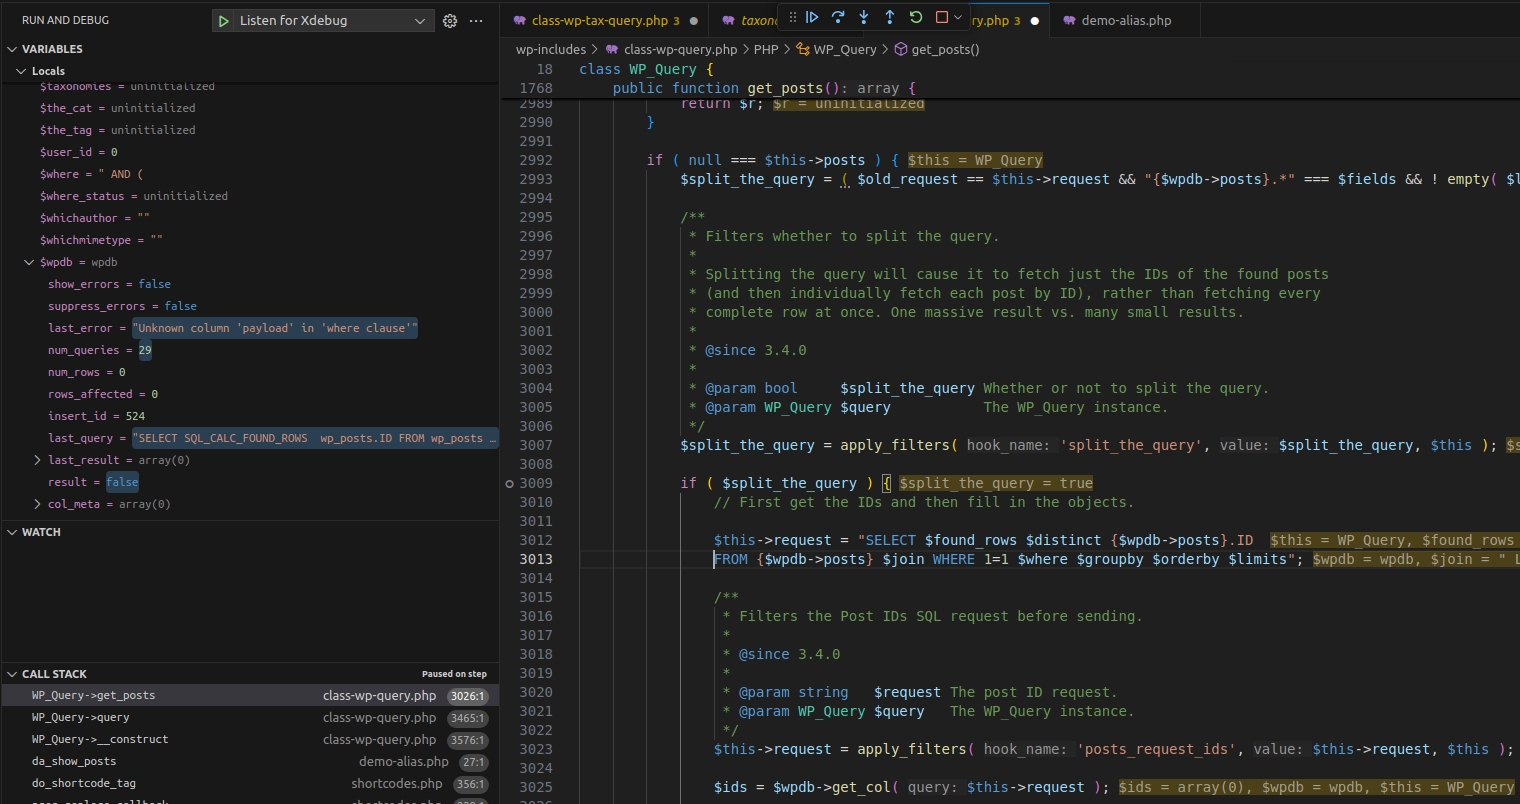 RUN AND DEBUG
Listen for Xdebug
VARIABLES
Locals
$taxonomies = uninitialized
$the_cat = uninitialized
$the_tag = uninitialized
$user_id = 0
$where = " AND (
$where_status = uninitialized
$whichauthor = ""
$whichmimetype = ""
$wpdb = wpdb
show_errors = false
suppress_errors = false
last_error = "Unknown column 'payload' in 'where clause'"
num_queries = 29
num_rows = 0
rows_affected = 0
insert_id = 524
last_query = "SELECT SQL_CALC_FOUND_ROWS  wp_posts.ID FROM wp_posts …
last_result = array(0)
result = false
col_meta = array(0)
WATCH
CALL STACK
Paused on step
WP_Query->get_posts class-wp-query.php 3026:1
WP_Query->query class-wp-query.php 3465:1
WP_Query->__construct class-wp-query.php 3576:1
da_show_posts demo-alias.php 27:1
do_shortcode_tag shortcodes.php 356:1
class-wp-tax-query.php 3
taxono
ry.php 3
demo-alias.php
wp-includes > class-wp-query.php > PHP > WP_Query > get_posts()
18 class WP_Query {
1768 public function get_posts(): array {
2989 return $r; $r = uninitialized
2990 }
2991
2992 if ( null === $this->posts ) { $this = WP_Query
2993 $split_the_query = ( $old_request == $this->request && "{$wpdb->posts}.*" === $fields && ! empty( $l
2994
2995 /**
2996 * Filters whether to split the query.
2997 *
2998 * Splitting the query will cause it to fetch just the IDs of the found posts
2999 * (and then individually fetch each post by ID), rather than fetching every
3000 * complete row at once. One massive result vs. many small results.
3001 *
3002 * @since 3.4.0
3003 *
3004 * @param bool     $split_the_query Whether or not to split the query.
3005 * @param WP_Query $query           The WP_Query instance.
3006 */
3007 $split_the_query = apply_filters( hook_name: 'split_the_query', value: $split_the_query, $this ); $s
3008
3009 if ( $split_the_query ) { $split_the_query = true
3010 // First get the IDs and then fill in the objects.
3011
3012 $this->request = "SELECT $found_rows $distinct {$wpdb->posts}.ID $this = WP_Query, $found_rows
3013 FROM {$wpdb->posts} $join WHERE 1=1 $where $groupby $orderby $limits"; $wpdb = wpdb, $join = " L
3014
3015 /**
3016 * Filters the Post IDs SQL request before sending.
3017 *
3018 * @since 3.4.0
3019 *
3020 * @param string   $request The post ID request.
3021 * @param WP_Query $query   The WP_Query instance.
3022 */
3023 $this->request = apply_filters( hook_name: 'posts_request_ids', value: $this->request, $this );
3024
3025 $ids = $wpdb->get_col( query: $this->request ); $ids = array(0), $wpdb = wpdb, $this = WP_Query